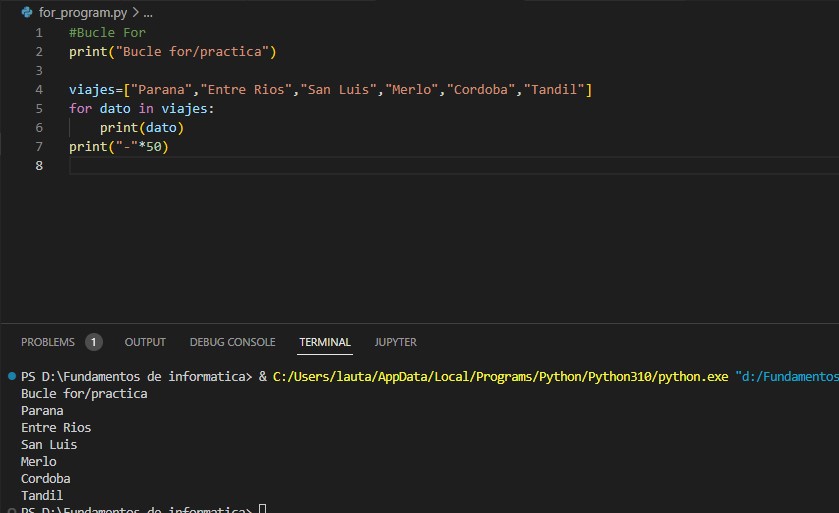 for_program.py > ...
1 #Bucle For
2 print("Bucle for/practica")
3
4 viajes=["Parana","Entre Rios","San Luis","Merlo","Cordoba","Tandil"]
5 for dato in viajes:
6     print(dato)
7 print("-"*50)
8
PROBLEMS 1 OUTPUT DEBUG CONSOLE TERMINAL JUPYTER
PS D:\Fundamentos de informatica> & C:/Users/lauta/AppData/Local/Programs/Python/Python310/python.exe "d:/Fundamentos
Bucle for/practica
Parana
Entre Rios
San Luis
Merlo
Cordoba
Tandil
PS D:\Fundamentos de informatica>